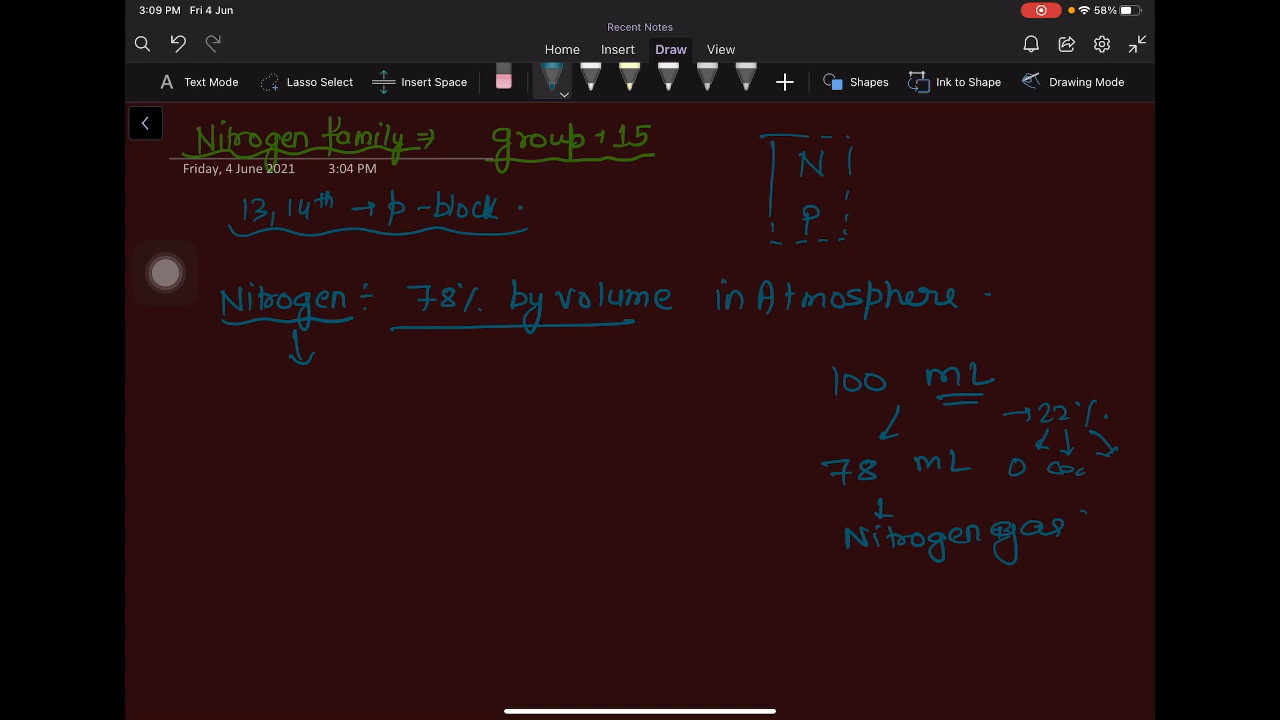 3:09 PM Fri 4 Jun
58%
Recent Notes
Home Insert Draw View
Text Mode Lasso Select Insert Space Shapes Ink to Shape Drawing Mode
Nitrogen family ⇒ group + 15
Friday, 4 June 2021 3:04 PM
N
P
13, 14th → p-block.
Nitrogen ÷ 78% by volume in Atmosphere
100 mL
→ 22%.
78 mL O
Nitrogen gas